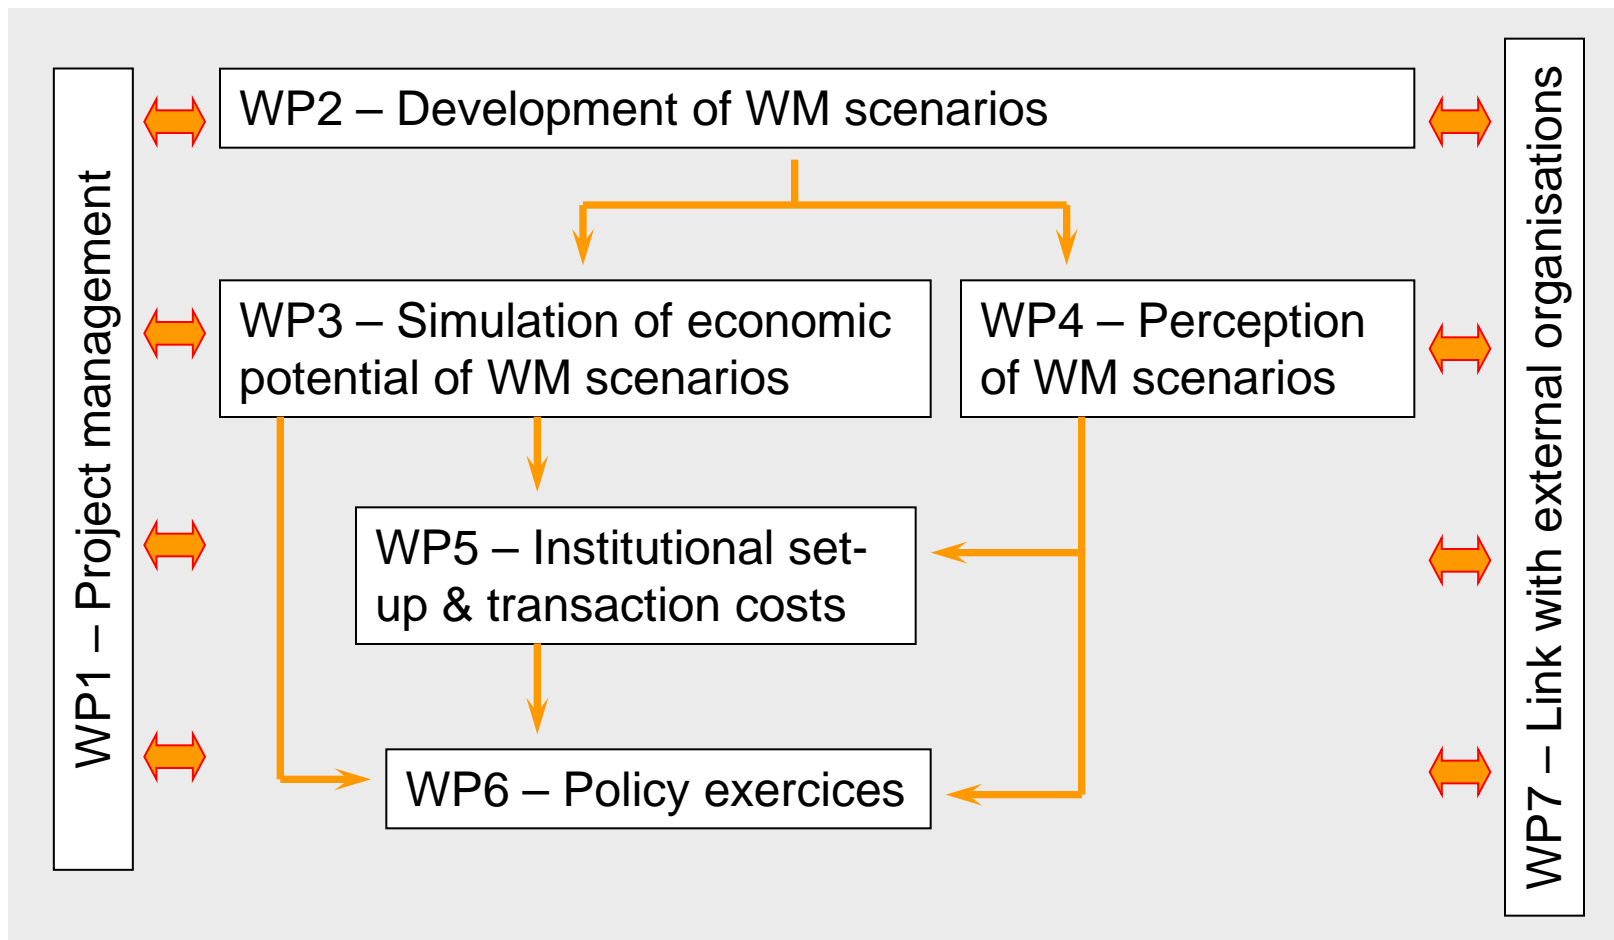 WP1 – Project management
WP2 – Development of WM scenarios
WP3 – Simulation of economic
potential of WM scenarios
WP4 – Perception
of WM scenarios
WP5 – Institutional set-
up & transaction costs
WP6 – Policy exercices
WP7 – Link with external organisations